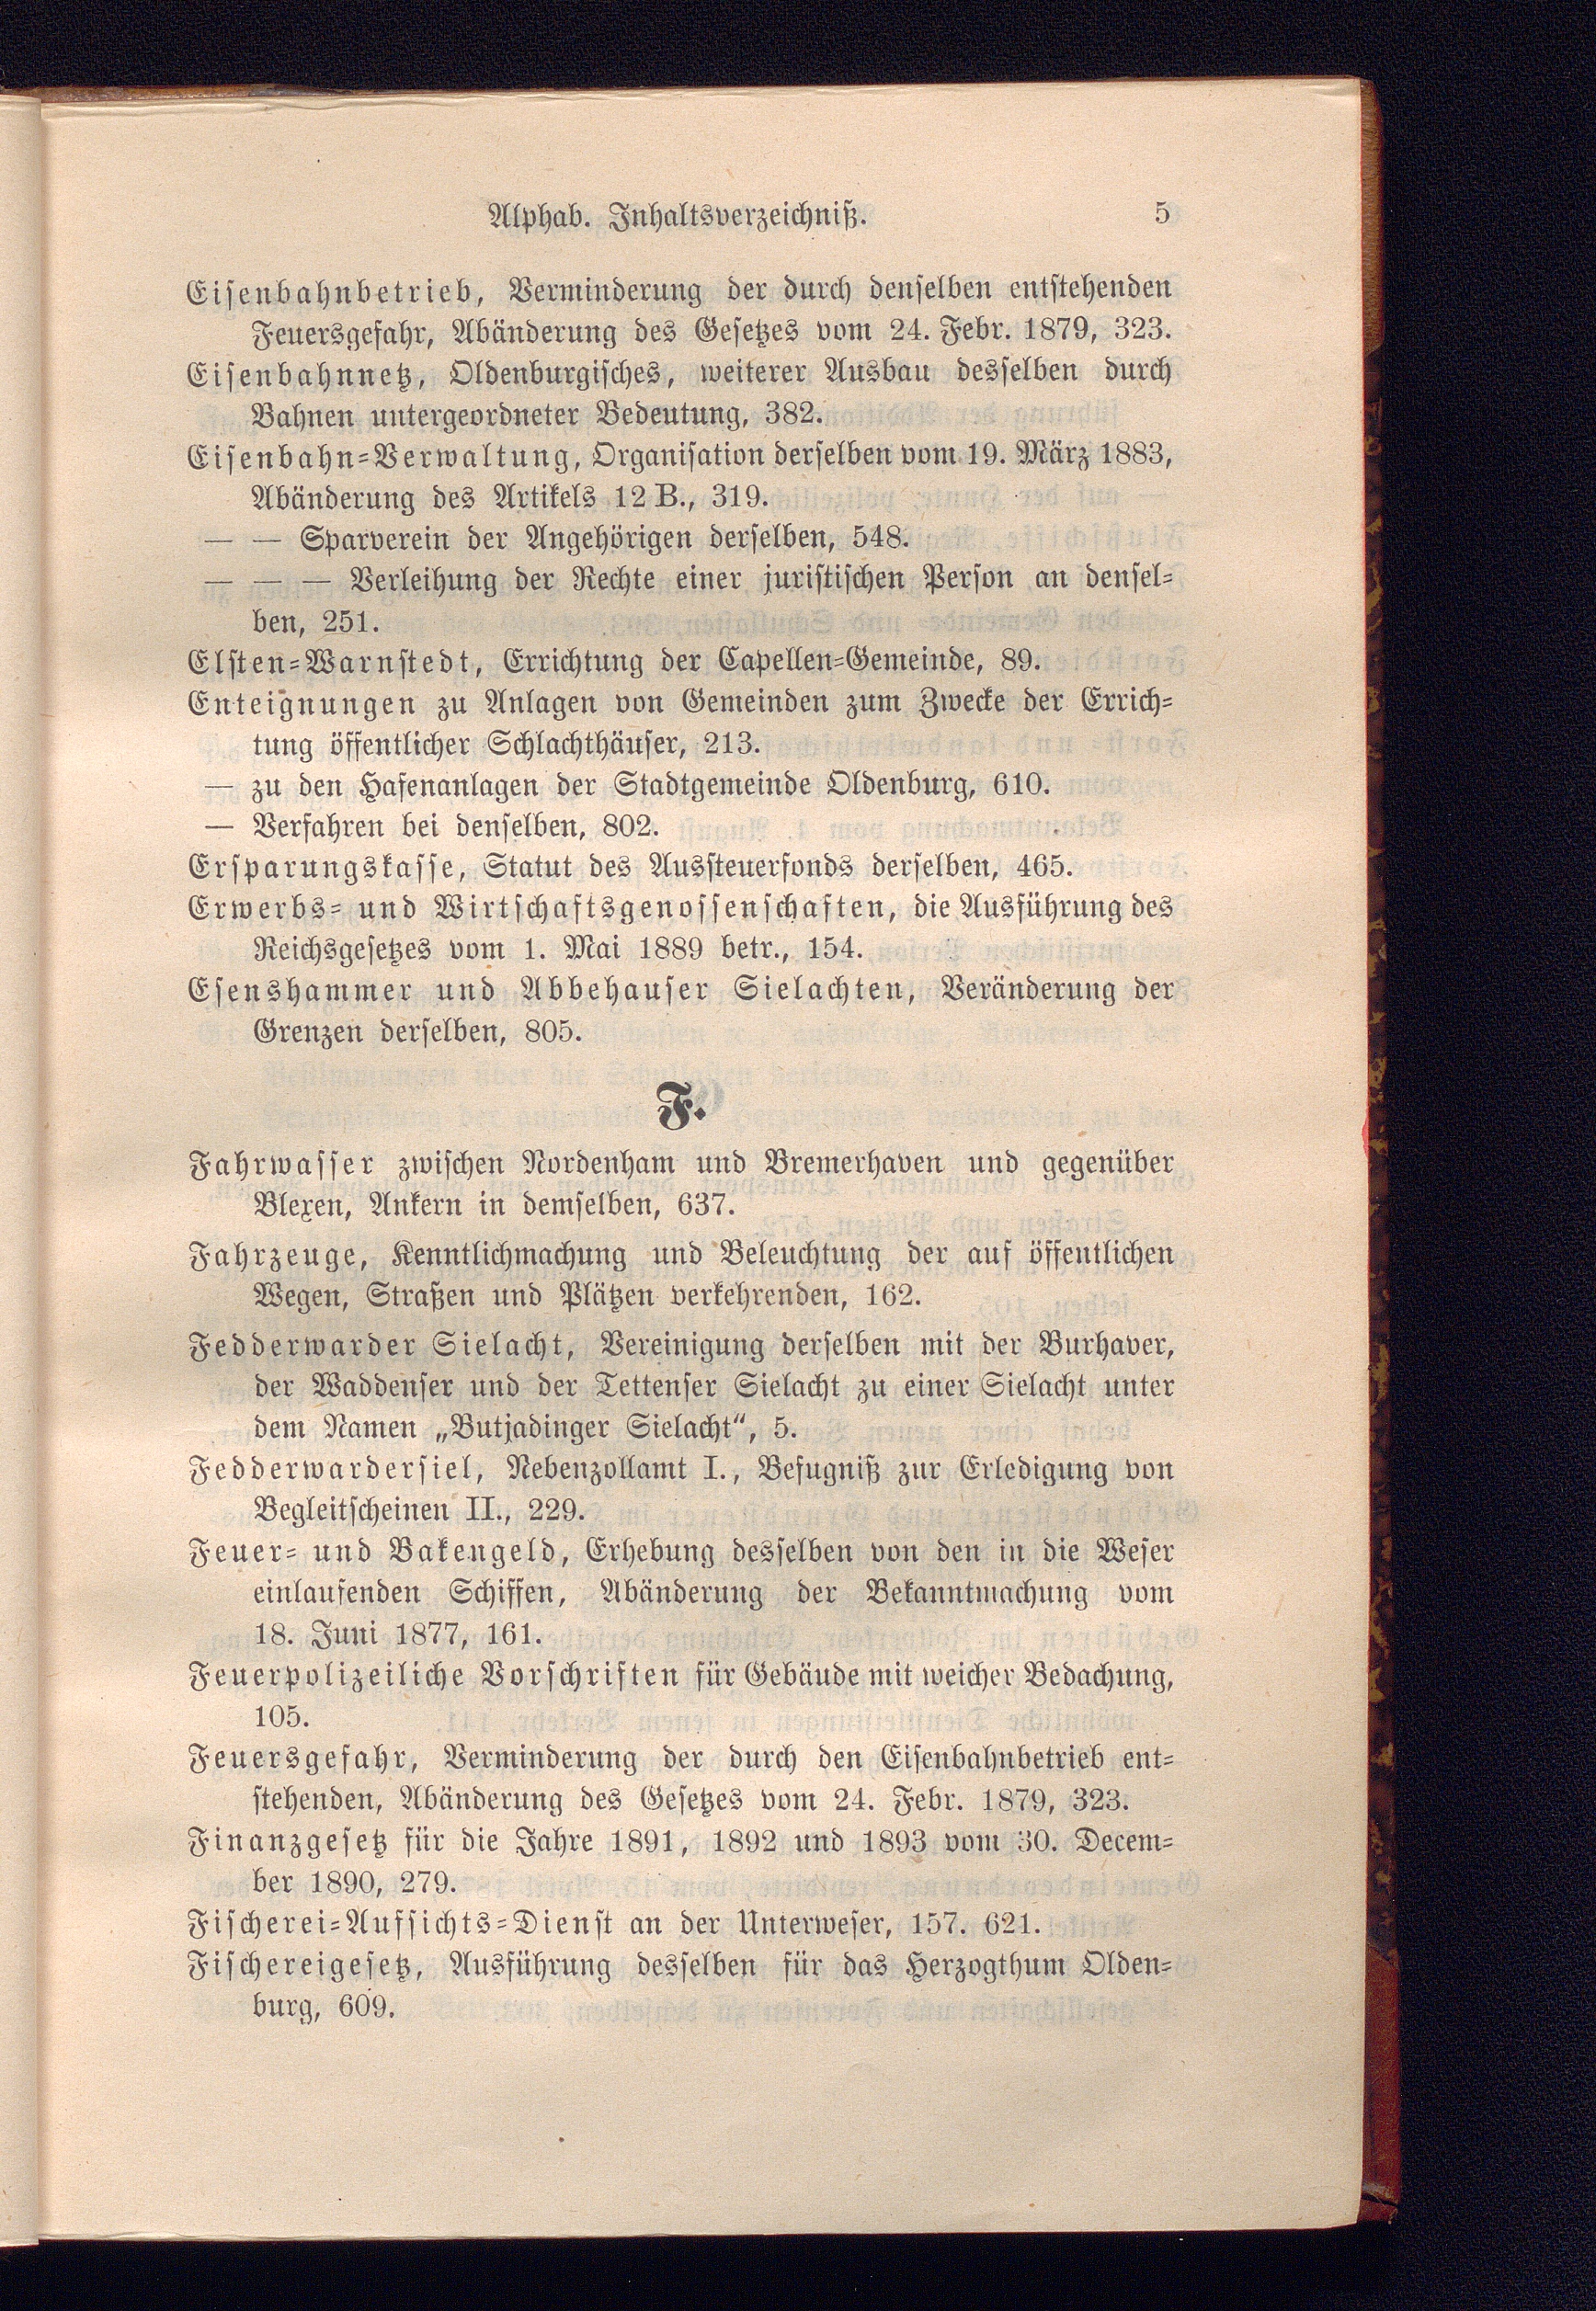 Alphab. Inhaltsverzeichniß. 5
Eisenbahnbetrieb, Verminderung der durch denselben entstehenden
Feuersgefahr, Abänderung des Gesetzes vom 24. Febr. 1879, 323.
Eisenbahnnetz, Oldenburgisches, weiterer Ausbau desselben durch
Bahnen untergeordneter Bedeutung, 382.
Eisenbahn-Verwaltung, Organisation derselben vom 19. März 1883,
Abänderung des Artikels 12 B., 319.
— — Sparverein der Angehörigen derselben, 548.
— — — Verleihung der Rechte einer juristischen Person an densel-
ben, 251.
Elsten-Warnstedt, Errichtung der Capellen-Gemeinde, 89.
Enteignungen zu Anlagen von Gemeinden zum Zwecke der Errich-
tung öffentlicher Schlachthäuser, 213.
— zu den Hafenanlagen der Stadtgemeinde Oldenburg, 610.
— Verfahren bei denselben, 802.
Ersparungskasse, Statut des Aussteuerfonds derselben, 465.
Erwerbs- und Wirtschaftsgenossenschaften, die Ausführung des
Reichsgesetzes vom 1. Mai 1889 betr., 154.
Esenshammer und Abbehauser Sielachten, Veränderung der
Grenzen derselben, 805.
F.
Fahrwasser zwischen Nordenham und Bremerhaven und gegenüber
Blexen, Ankern in demselben, 637.
Fahrzeuge, Kenntlichmachung und Beleuchtung der auf öffentlichen
Wegen, Straßen und Plätzen verkehrenden, 162.
Fedderwarder Sielacht, Vereinigung derselben mit der Burhaver,
der Waddenser und der Tettenser Sielacht zu einer Sielacht unter
dem Namen „Butjadinger Sielacht“, 5.
Fedderwardersiel, Nebenzollamt I., Befugniß zur Erledigung von
Begleitscheinen II., 229.
Feuer- und Bakengeld, Erhebung desselben von den in die Weser
einlaufenden Schiffen, Abänderung der Bekanntmachung vom
18. Juni 1877, 161.
Feuerpolizeiliche Vorschriften für Gebäude mit weicher Bedachung,
105.
Feuersgefahr, Verminderung der durch den Eisenbahnbetrieb ent-
stehenden, Abänderung des Gesetzes vom 24. Febr. 1879, 323.
Finanzgesetz für die Jahre 1891, 1892 und 1893 vom 30. Decem-
ber 1890, 279.
Fischerei-Aufsichts-Dienst an der Unterweser, 157. 621.
Fischereigesetz, Ausführung desselben für das Herzogthum Olden-
burg, 609.